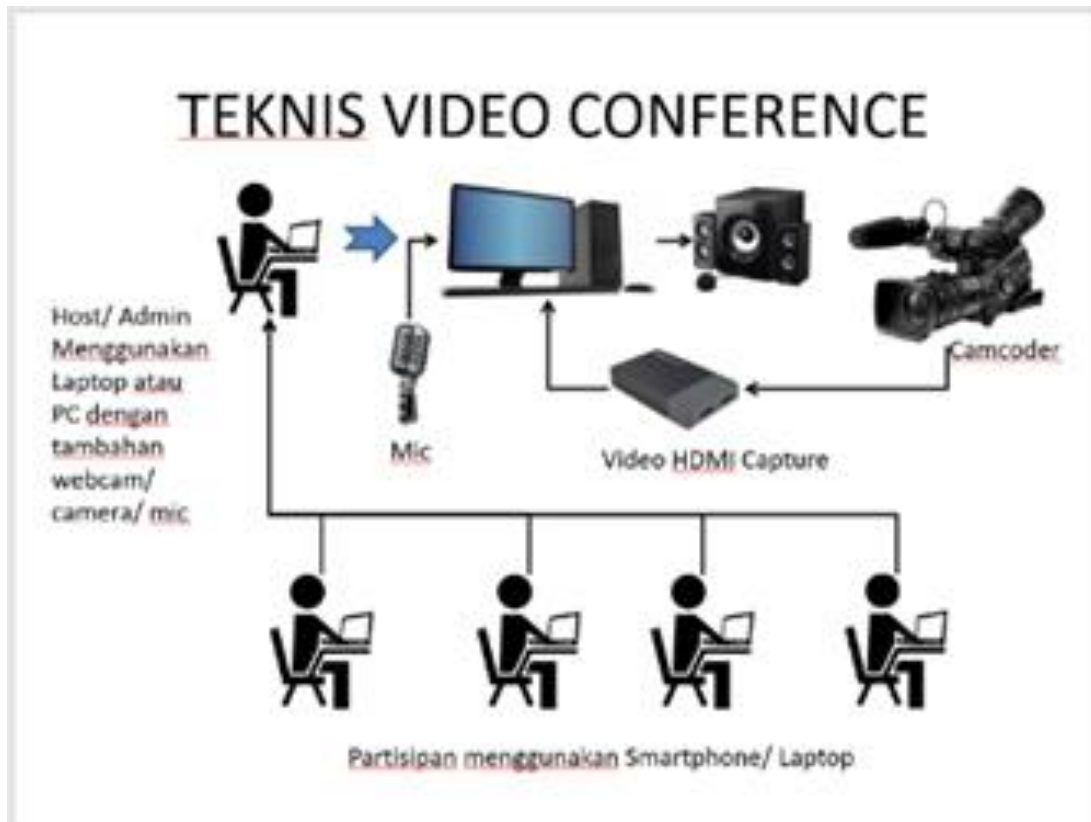 TEKNIS VIDEO CONFERENCE
Host/ Admin
Menggunakan
Laptop atau
PC dengan
tambahan
webcam/
camera/ mic
Mic
Video HDMI Capture
Camcoder
Partisipan menggunakan Smartphone/ Laptop